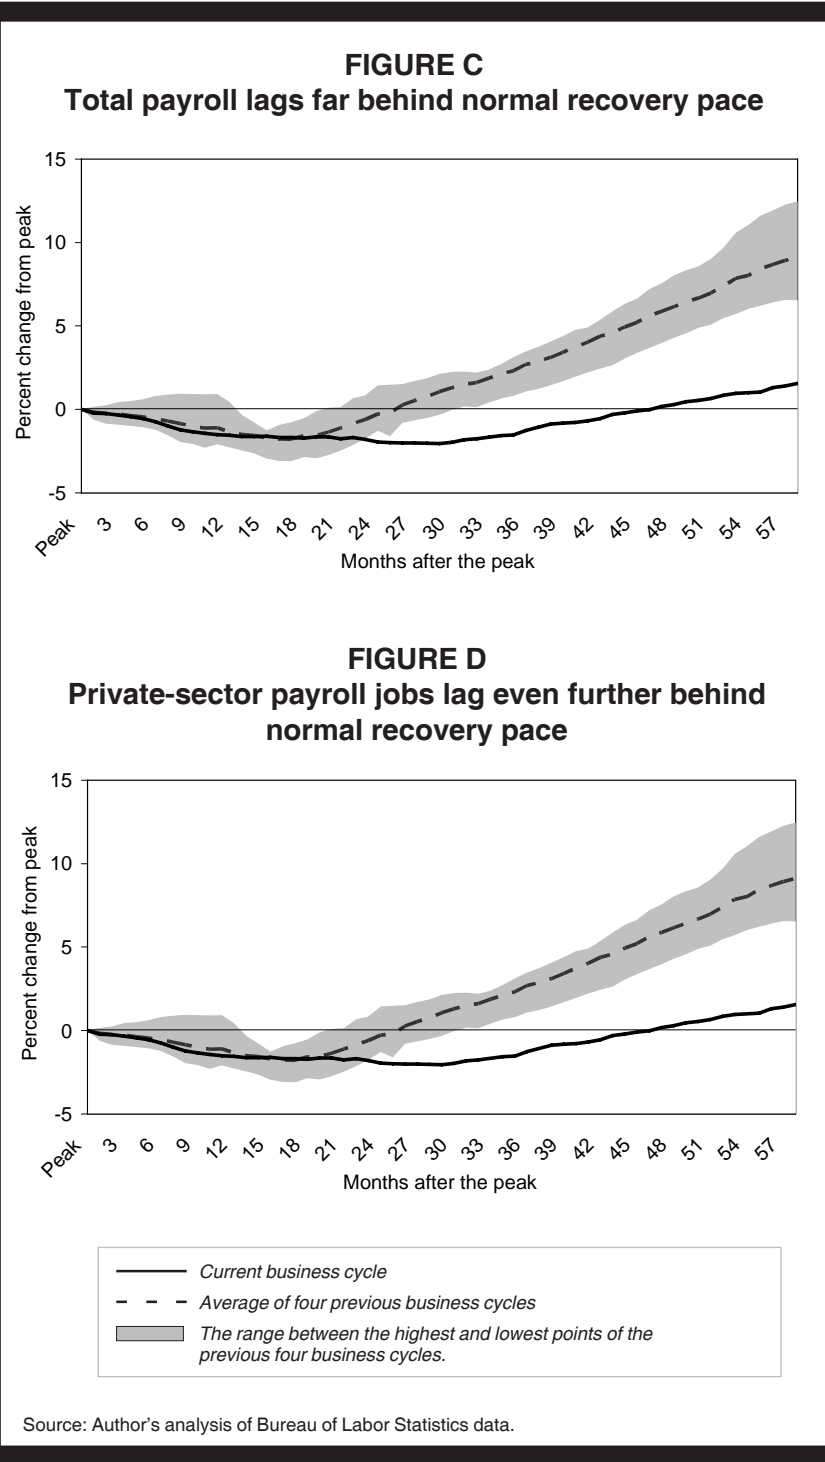 FIGURE C
Total payroll lags far behind normal recovery pace
15
10
5
0
-5
Percent change from peak
Peak 3 6 9 12 15 18 21 24 27 30 33 36 39 42 45 48 51 54 57
Months after the peak
FIGURE D
Private-sector payroll jobs lag even further behind
normal recovery pace
15
10
5
0
-5
Percent change from peak
Peak 3 6 9 12 15 18 21 24 27 30 33 36 39 42 45 48 51 54 57
Months after the peak
Current business cycle
Average of four previous business cycles
The range between the highest and lowest points of the
previous four business cycles.
Source: Author’s analysis of Bureau of Labor Statistics data.